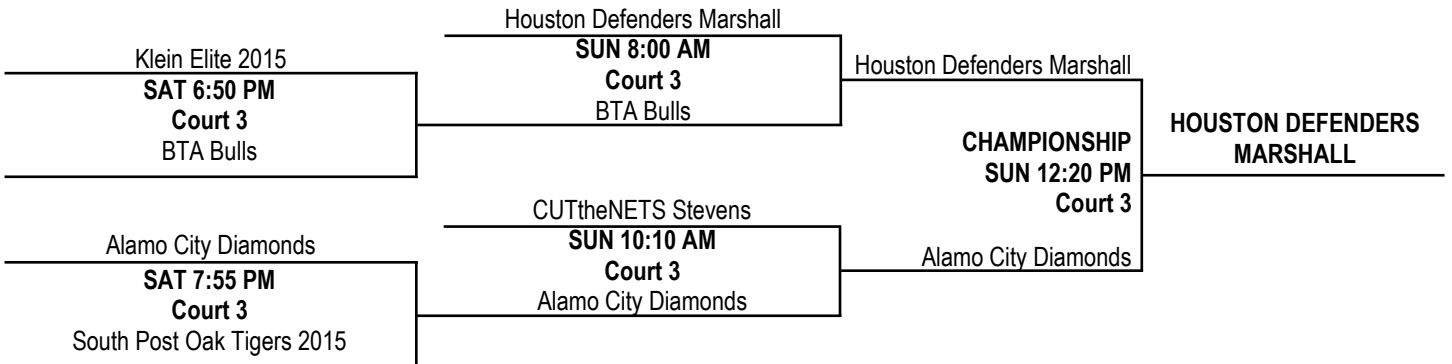 Houston Defenders Marshall
Klein Elite 2015
SAT 6:50 PM
Court 3
BTA Bulls
SUN 8:00 AM
Court 3
BTA Bulls
Houston Defenders Marshall
CHAMPIONSHIP
SUN 12:20 PM
Court 3
HOUSTON DEFENDERS
MARSHALL
CUTtheNETS Stevens
Alamo City Diamonds
SAT 7:55 PM
Court 3
South Post Oak Tigers 2015
SUN 10:10 AM
Court 3
Alamo City Diamonds
Alamo City Diamonds